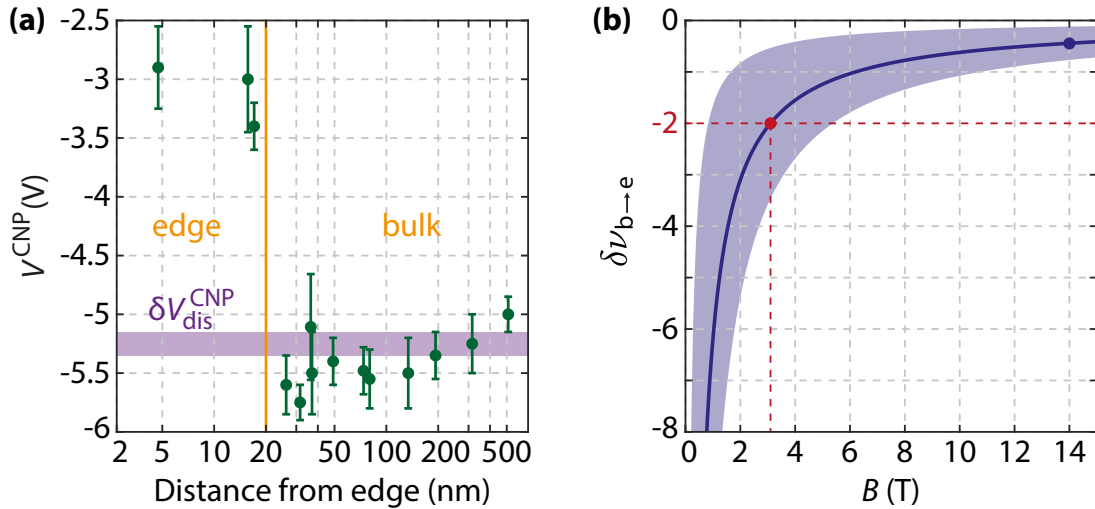 (a)
-2.5
-3
-3.5
-4
-4.5
-5
-5.5
-6
V^CNP (V)
edge
bulk
δV_dis^CNP
2 5 10 20 50 100 200 500
Distance from edge (nm)
(b)
0
-2
-4
-6
-8
δν_b→e
0 2 4 6 8 10 12 14
B (T)